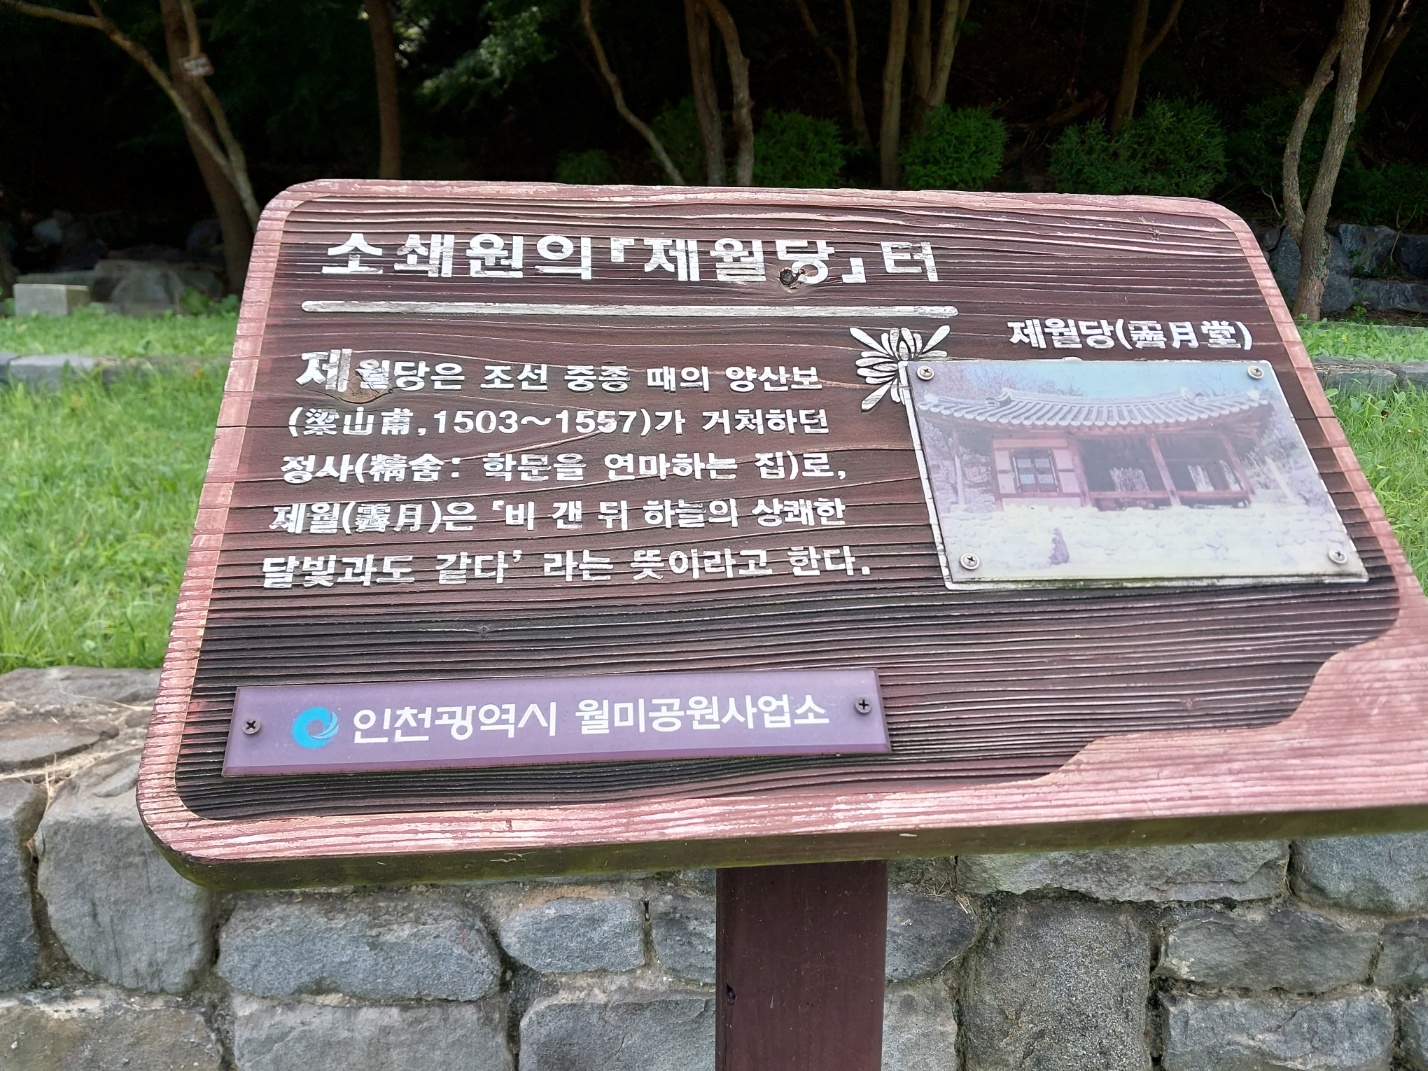 소쇄원의『제월당』터
제월당(霽月堂)
제월당은 조선 중종 때의 양산보
(梁山甫,1503~1557)가 거처하던
정사(精舍: 학문을 연마하는 집)로,
제월(霽月)은 '비 갠 뒤 하늘의 상쾌한
달빛과도 같다' 라는 뜻이라고 한다.
인천광역시 월미공원사업소